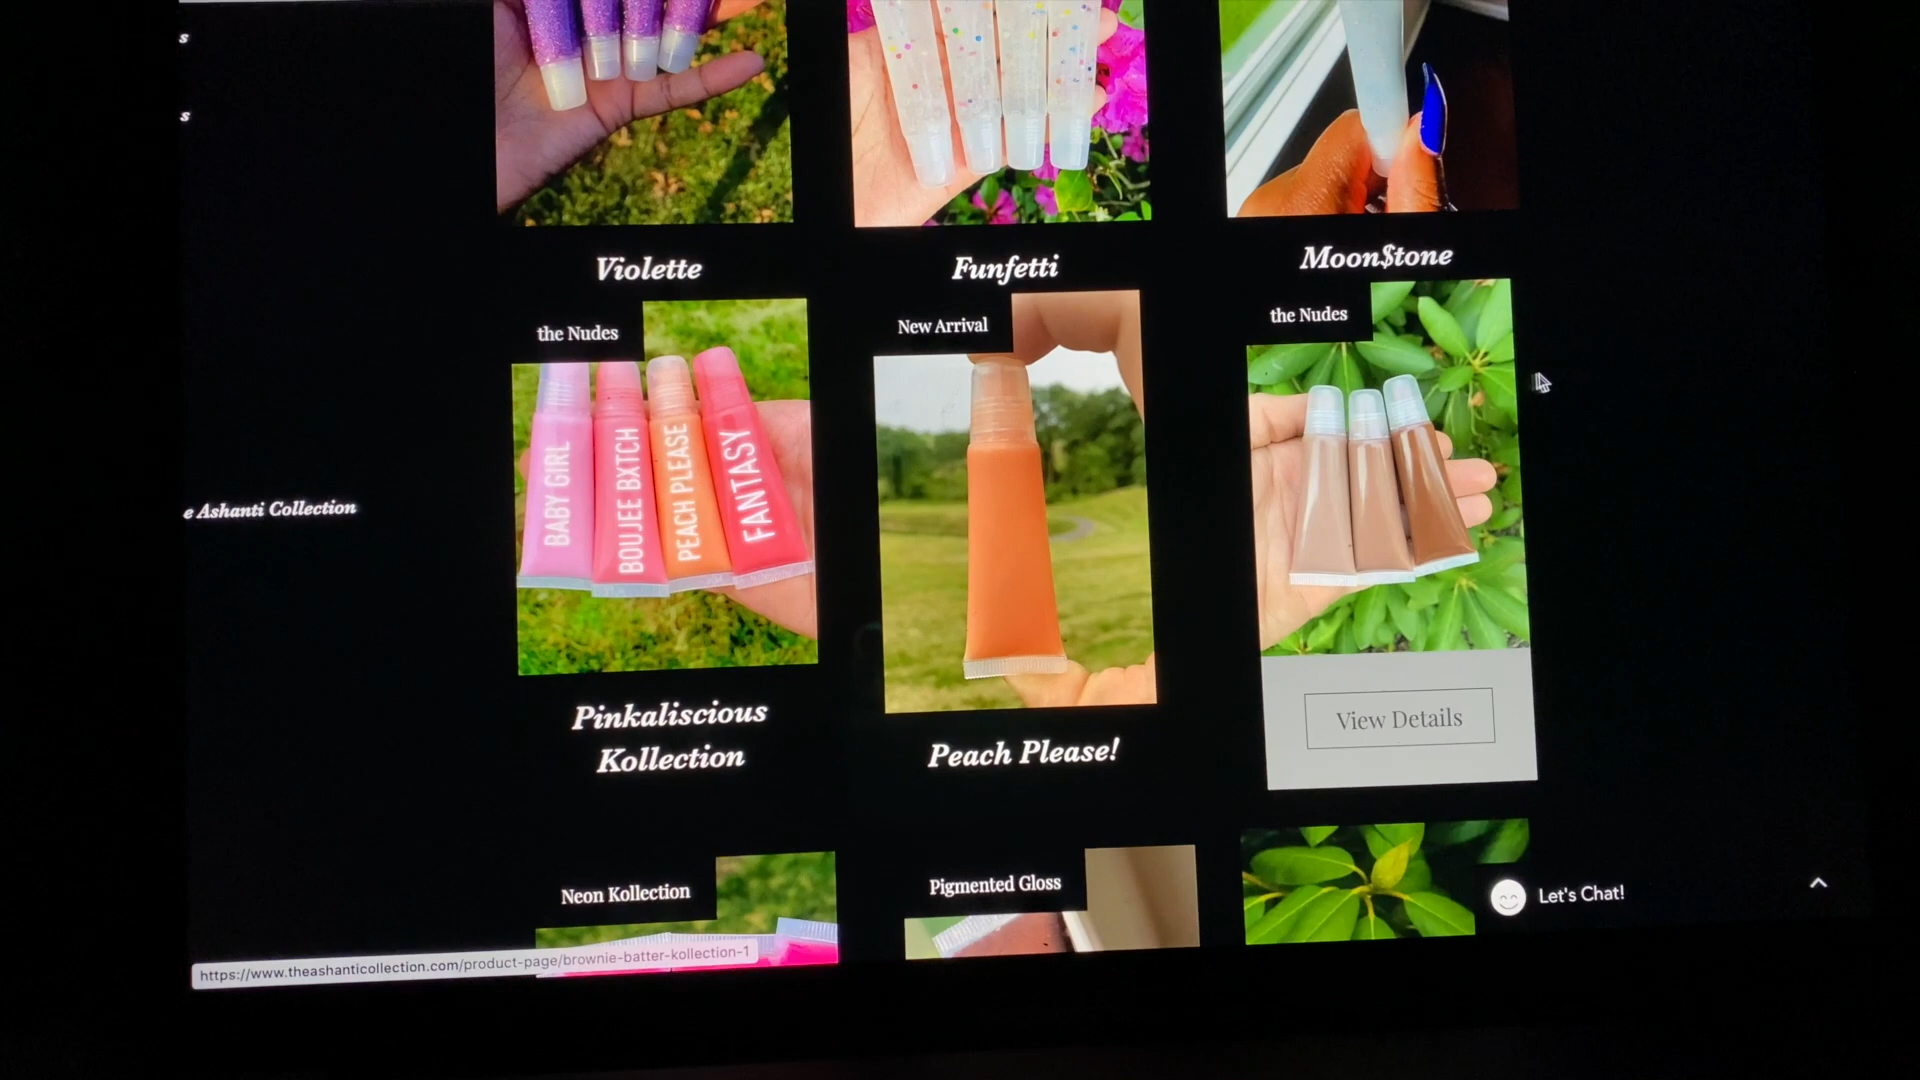 s
s
e Ashanti Collection
Violette
Funfetti
Moon$tone
the Nudes
BABY GIRL
BOUJEE BXTCH
PEACH PLEASE
FANTASY
Pinkaliscious
Kollection
New Arrival
Peach Please!
the Nudes
View Details
Neon Kollection
Pigmented Gloss
Let's Chat!
https://www.theashanticollection.com/product-page/brownie-batter-kollection-1